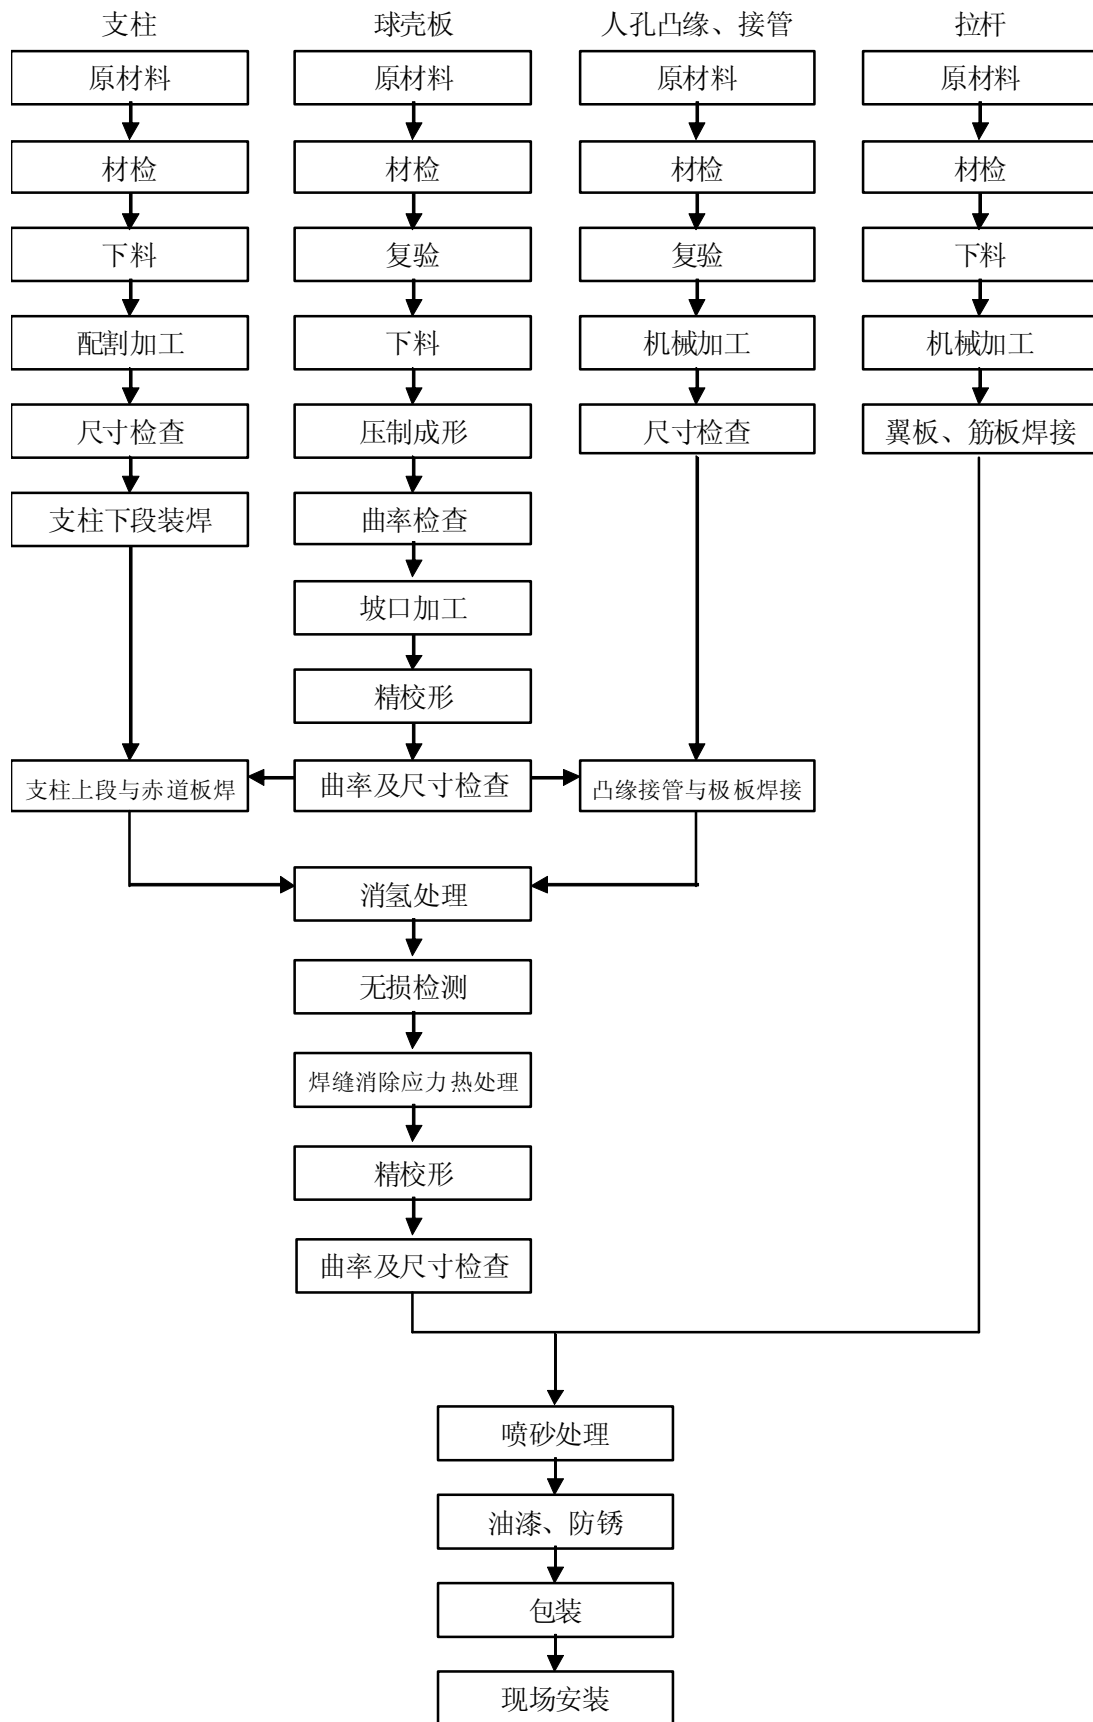 支柱
球壳板
人孔凸缘、接管
拉杆
原材料
原材料
原材料
原材料
材检
材检
材检
材检
下料
复验
复验
下料
配割加工
下料
机械加工
机械加工
尺寸检查
压制成形
尺寸检查
翼板、筋板焊接
支柱下段装焊
曲率检查
坡口加工
精校形
支柱上段与赤道板焊
曲率及尺寸检查
凸缘接管与极板焊接
消氢处理
无损检测
焊缝消除应力热处理
精校形
曲率及尺寸检查
喷砂处理
油漆、防锈
包装
现场安装